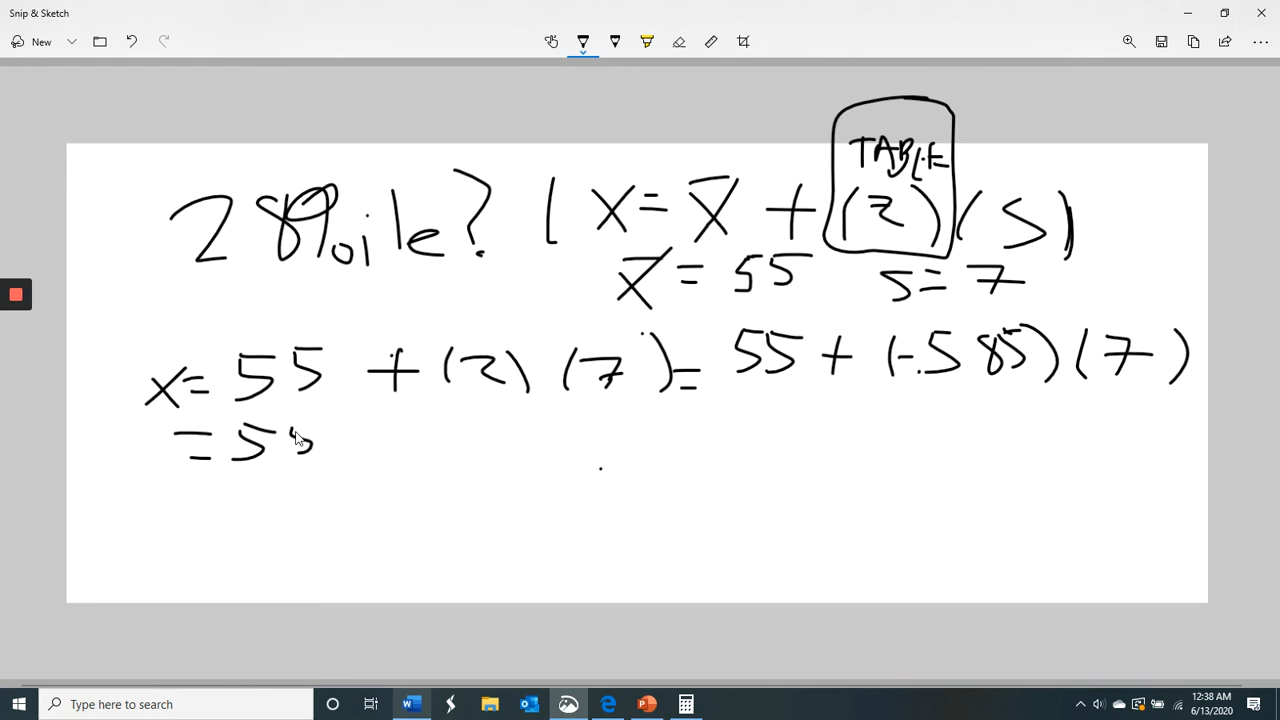 Snip & Sketch
New
TABLE
28%ile? | x = x̅ + (z)(s)
x̅ = 55 s = 7
x = 55 + (z)(7) = 55 + (-.585)(7)
= 55
Type here to search
12:38 AM
6/13/2020